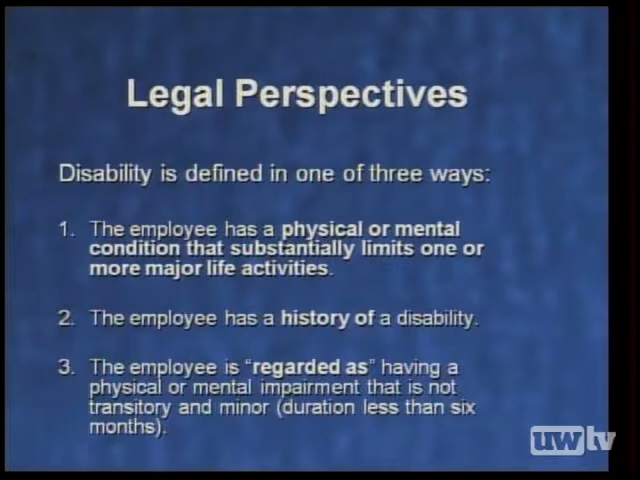 Legal Perspectives
Disability is defined in one of three ways:
1. The employee has a physical or mental
condition that substantially limits one or
more major life activities.
2. The employee has a history of a disability.
3. The employee is “regarded as” having a
physical or mental impairment that is not
transitory and minor (duration less than six
months).
uwtv